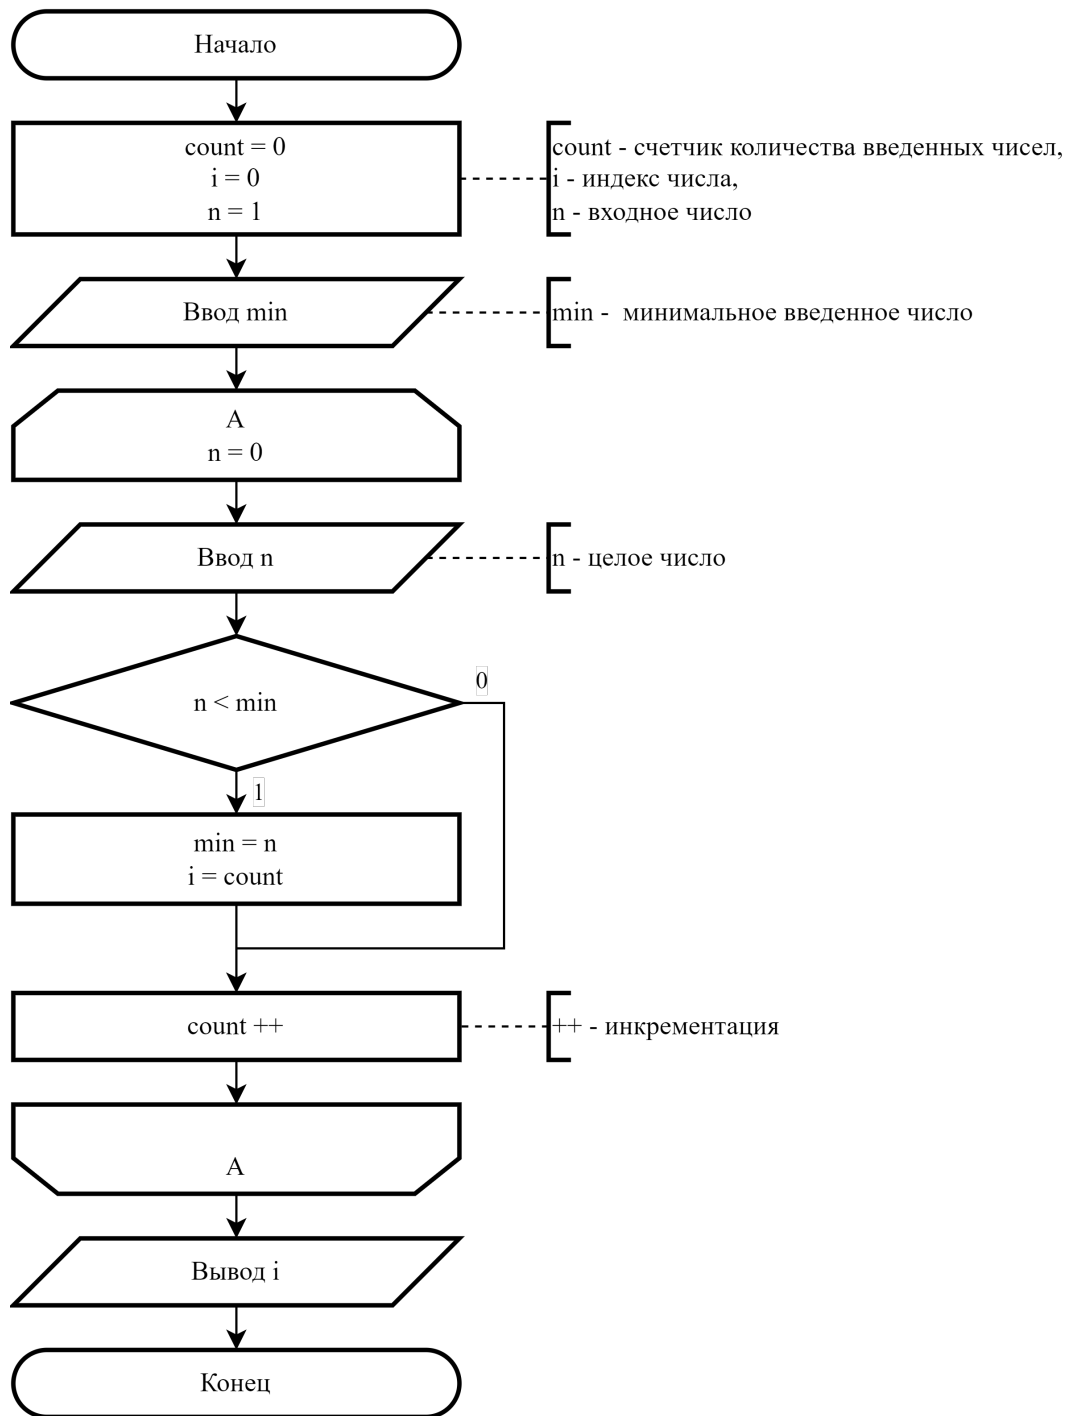 Начало
count = 0
i = 0
n = 1
count - счетчик количества введенных чисел,
i - индекс числа,
n - входное число
Ввод min
min -  минимальное введенное число
A
n = 0
Ввод n
n - целое число
n < min
0
1
min = n
i = count
count ++
++ - инкрементация
A
Вывод i
Конец